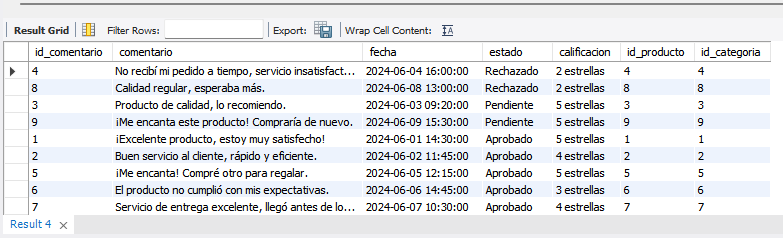 Result Grid Filter Rows: Export: Wrap Cell Content:
id_comentario comentario fecha estado calificacion id_producto id_categoria
4 No recibí mi pedido a tiempo, servicio insatisfact... 2024-06-04 16:00:00 Rechazado 2 estrellas 4 4
8 Calidad regular, esperaba más. 2024-06-08 13:00:00 Rechazado 2 estrellas 8 8
3 Producto de calidad, lo recomiendo. 2024-06-03 09:20:00 Pendiente 5 estrellas 3 3
9 ¡Me encanta este producto! Compraría de nuevo. 2024-06-09 15:30:00 Pendiente 5 estrellas 9 9
1 ¡Excelente producto, estoy muy satisfecho! 2024-06-01 14:30:00 Aprobado 5 estrellas 1 1
2 Buen servicio al cliente, rápido y eficiente. 2024-06-02 11:45:00 Aprobado 4 estrellas 2 2
5 ¡Me encanta! Compré otro para regalar. 2024-06-05 12:15:00 Aprobado 5 estrellas 5 5
6 El producto no cumplió con mis expectativas. 2024-06-06 14:45:00 Aprobado 3 estrellas 6 6
7 Servicio de entrega excelente, llegó antes de lo... 2024-06-07 10:30:00 Aprobado 4 estrellas 7 7
Result 4